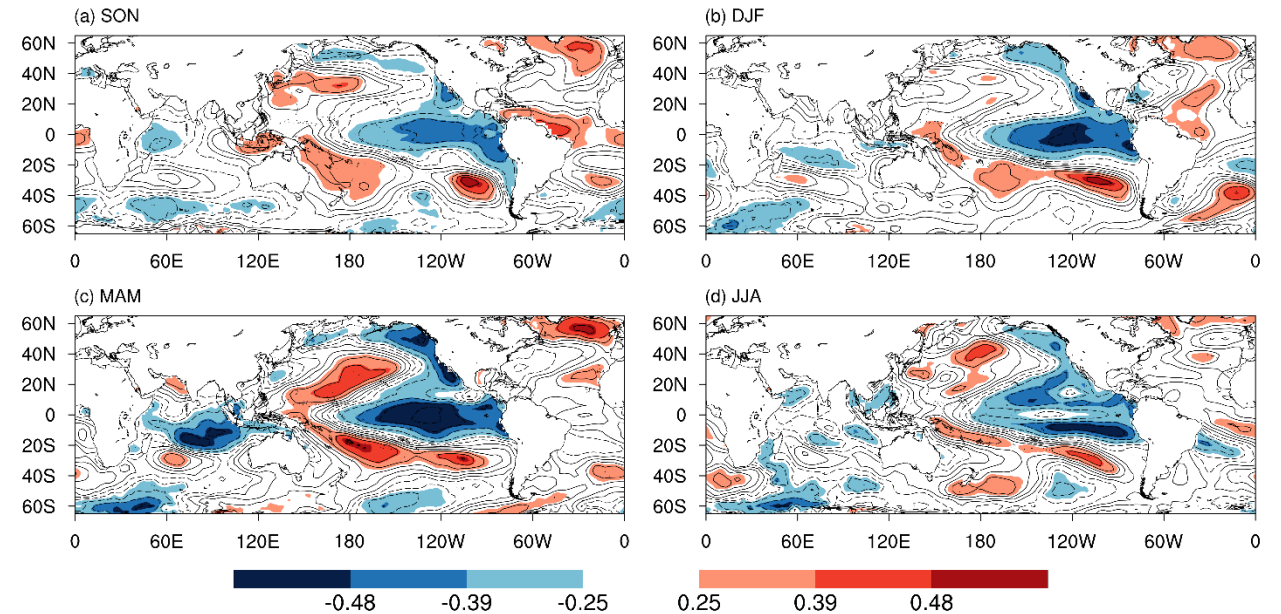 (a) SON
60N
40N
20N
0
20S
40S
60S
0 60E 120E 180 120W 60W 0
(b) DJF
60N
40N
20N
0
20S
40S
60S
0 60E 120E 180 120W 60W 0
(c) MAM
60N
40N
20N
0
20S
40S
60S
0 60E 120E 180 120W 60W 0
(d) JJA
60N
40N
20N
0
20S
40S
60S
0 60E 120E 180 120W 60W 0
-0.48 -0.39 -0.25 0.25 0.39 0.48